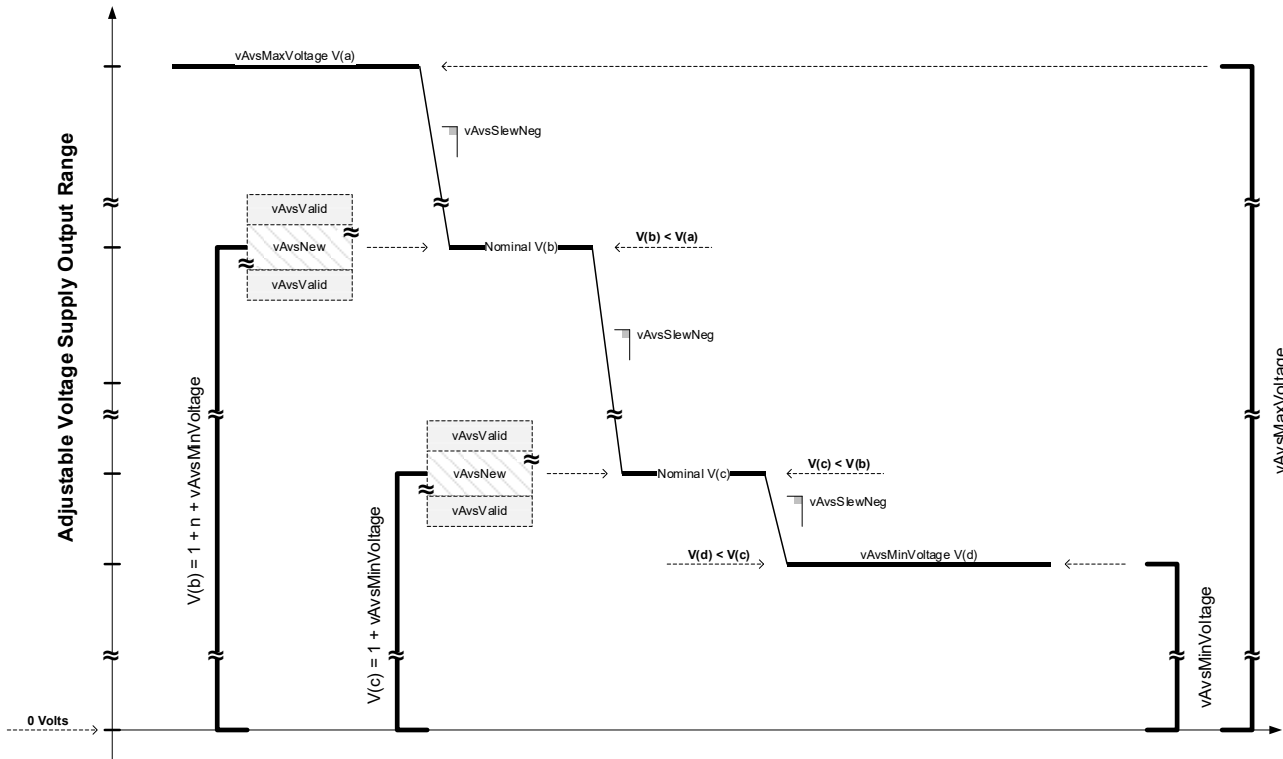 vAvsMaxVoltage V(a)
vAvsSlewNeg
Adjustable Voltage Supply Output Range
vAvsValid
vAvsNew
vAvsValid
Nominal V(b)
V(b) < V(a)
vAvsSlewNeg
V(b) = 1 + n + vAvsMinVoltage
vAvsValid
vAvsNew
vAvsValid
Nominal V(c)
V(c) < V(b)
vAvsSlewNeg
V(c) = 1 + vAvsMinVoltage
V(d) < V(c)
vAvsMinVoltage V(d)
vAvsMinVoltage
vAvsMaxVoltage
0 Volts